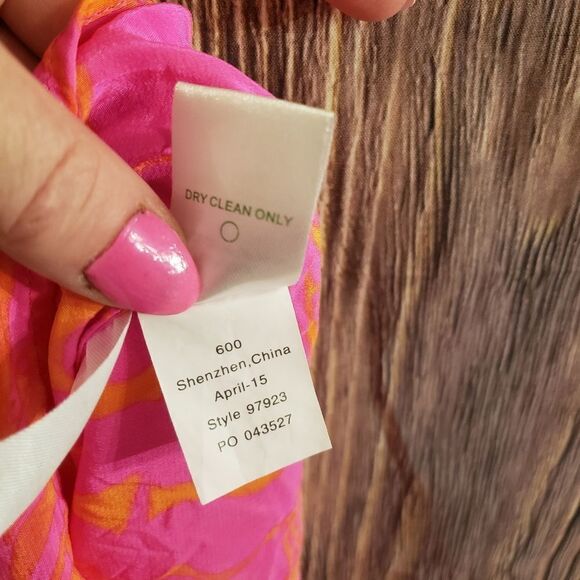 DRY CLEAN ONLY
600
Shenzhen,China
April-15
Style 97923
PO 043527